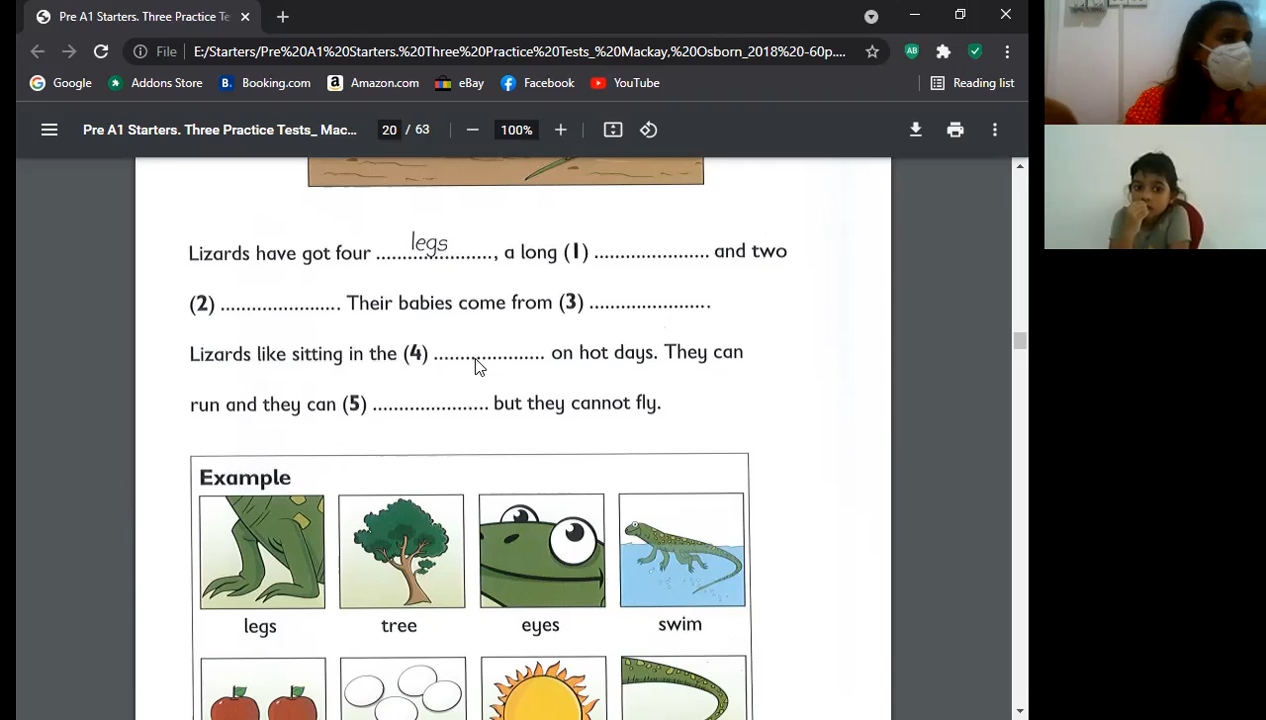 Pre A1 Starters. Three Practice Te
File E:/Starters/Pre%20A1%20Starters.%20Three%20Practice%20Tests_%20Mackay,%20Osborn_2018%20-60p....
AB
Google Addons Store B. Booking.com a Amazon.com eBay Facebook YouTube Reading list
Pre A1 Starters. Three Practice Tests_ Mac... 20 / 63 100%
Lizards have got four legs, a long (1) ...................... and two
(2) ....................... Their babies come from (3) .......................
Lizards like sitting in the (4) ...................... on hot days. They can
run and they can (5) ...................... but they cannot fly.
Example
legs tree eyes swim